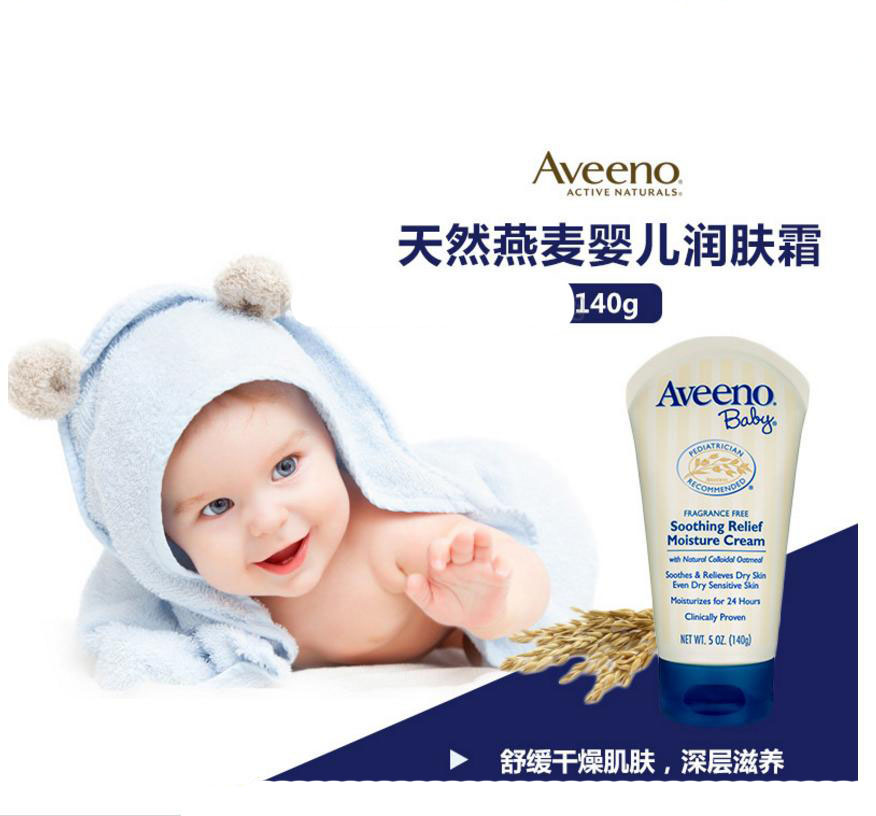 Aveeno
ACTIVE NATURALS
天然燕麦婴儿润肤霜
140g
Aveeno
Baby
PEDIATRICIAN
RECOMMENDED
FRAGRANCE FREE
Soothing Relief
Moisture Cream
with Natural Colloidal Oatmeal
Soothes & Relieves Dry Skin
Even Dry Sensitive Skin
Moisturizes for 24 Hours
Clinically Proven
NET WT. 5 OZ. (140g)
舒缓干燥肌肤，深层滋养